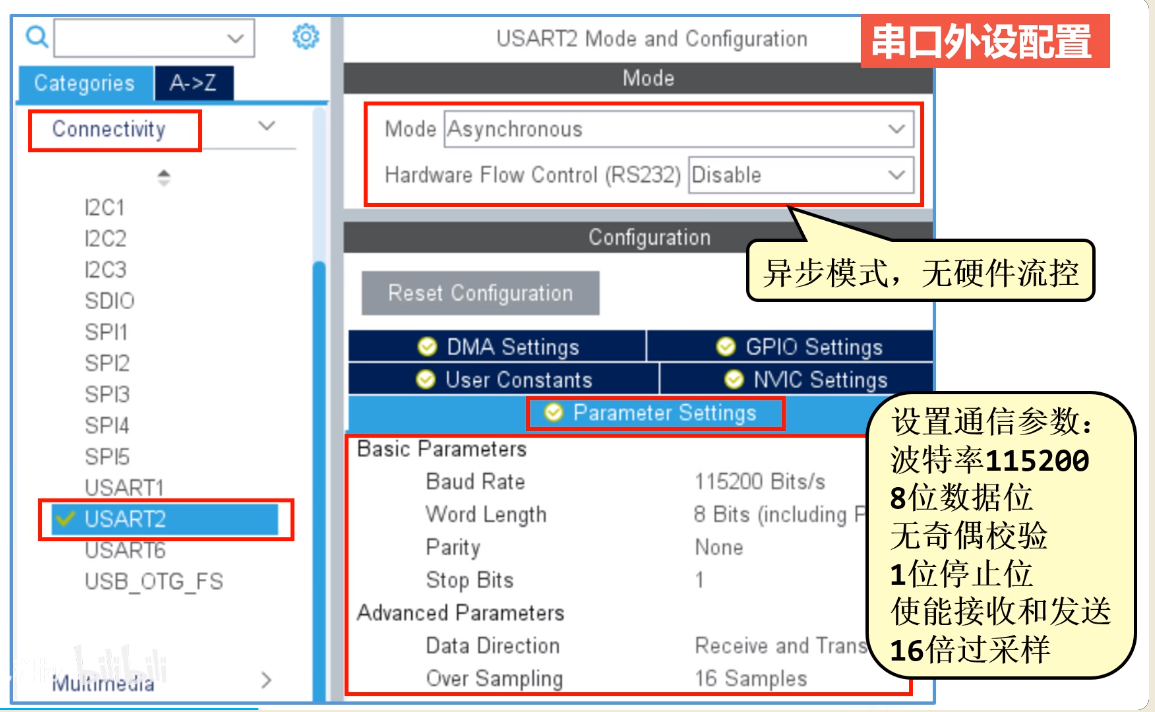 串口外设配置
USART2 Mode and Configuration
Categories
A->Z
Connectivity
I2C1
I2C2
I2C3
SDIO
SPI1
SPI2
SPI3
SPI4
SPI5
USART1
USART2
USART6
USB_OTG_FS
Multimedia
bilibili
Mode
Mode Asynchronous
Hardware Flow Control (RS232) Disable
异步模式，无硬件流控
Configuration
Reset Configuration
DMA Settings
GPIO Settings
User Constants
NVIC Settings
Parameter Settings
Basic Parameters
Baud Rate 115200 Bits/s
Word Length 8 Bits (including
Parity None
Stop Bits 1
Advanced Parameters
Data Direction Receive and Trans
Over Sampling 16 Samples
设置通信参数：
波特率115200
8位数据位
无奇偶校验
1位停止位
使能接收和发送
16倍过采样